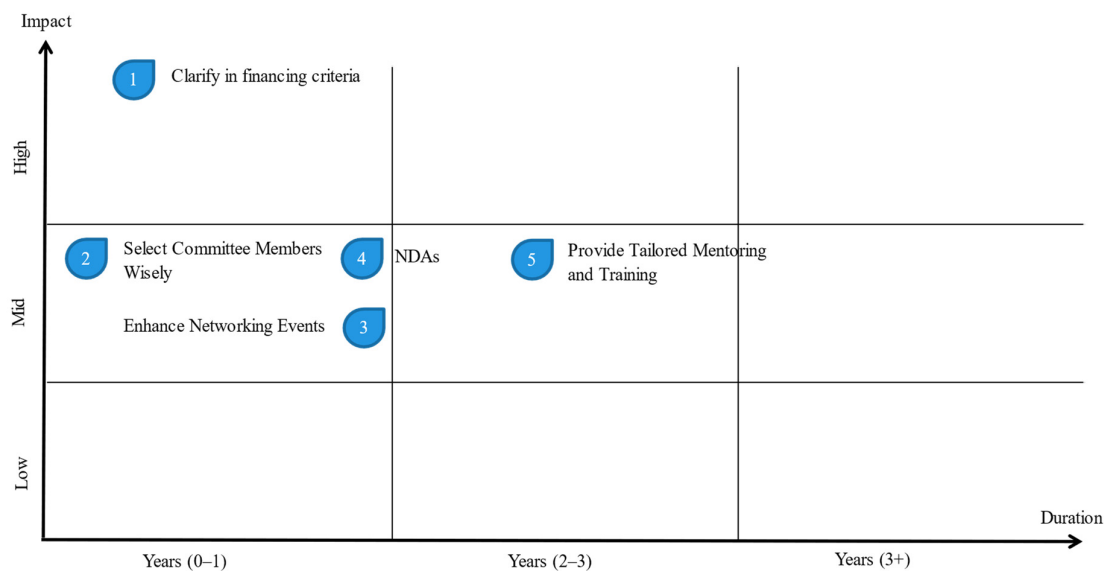 Impact
1 Clarify in financing criteria
High
2 Select Committee Members
Wisely
4 NDAs
5 Provide Tailored Mentoring
and Training
Mid
Enhance Networking Events 3
Low
Duration
Years (0–1)
Years (2–3)
Years (3+)